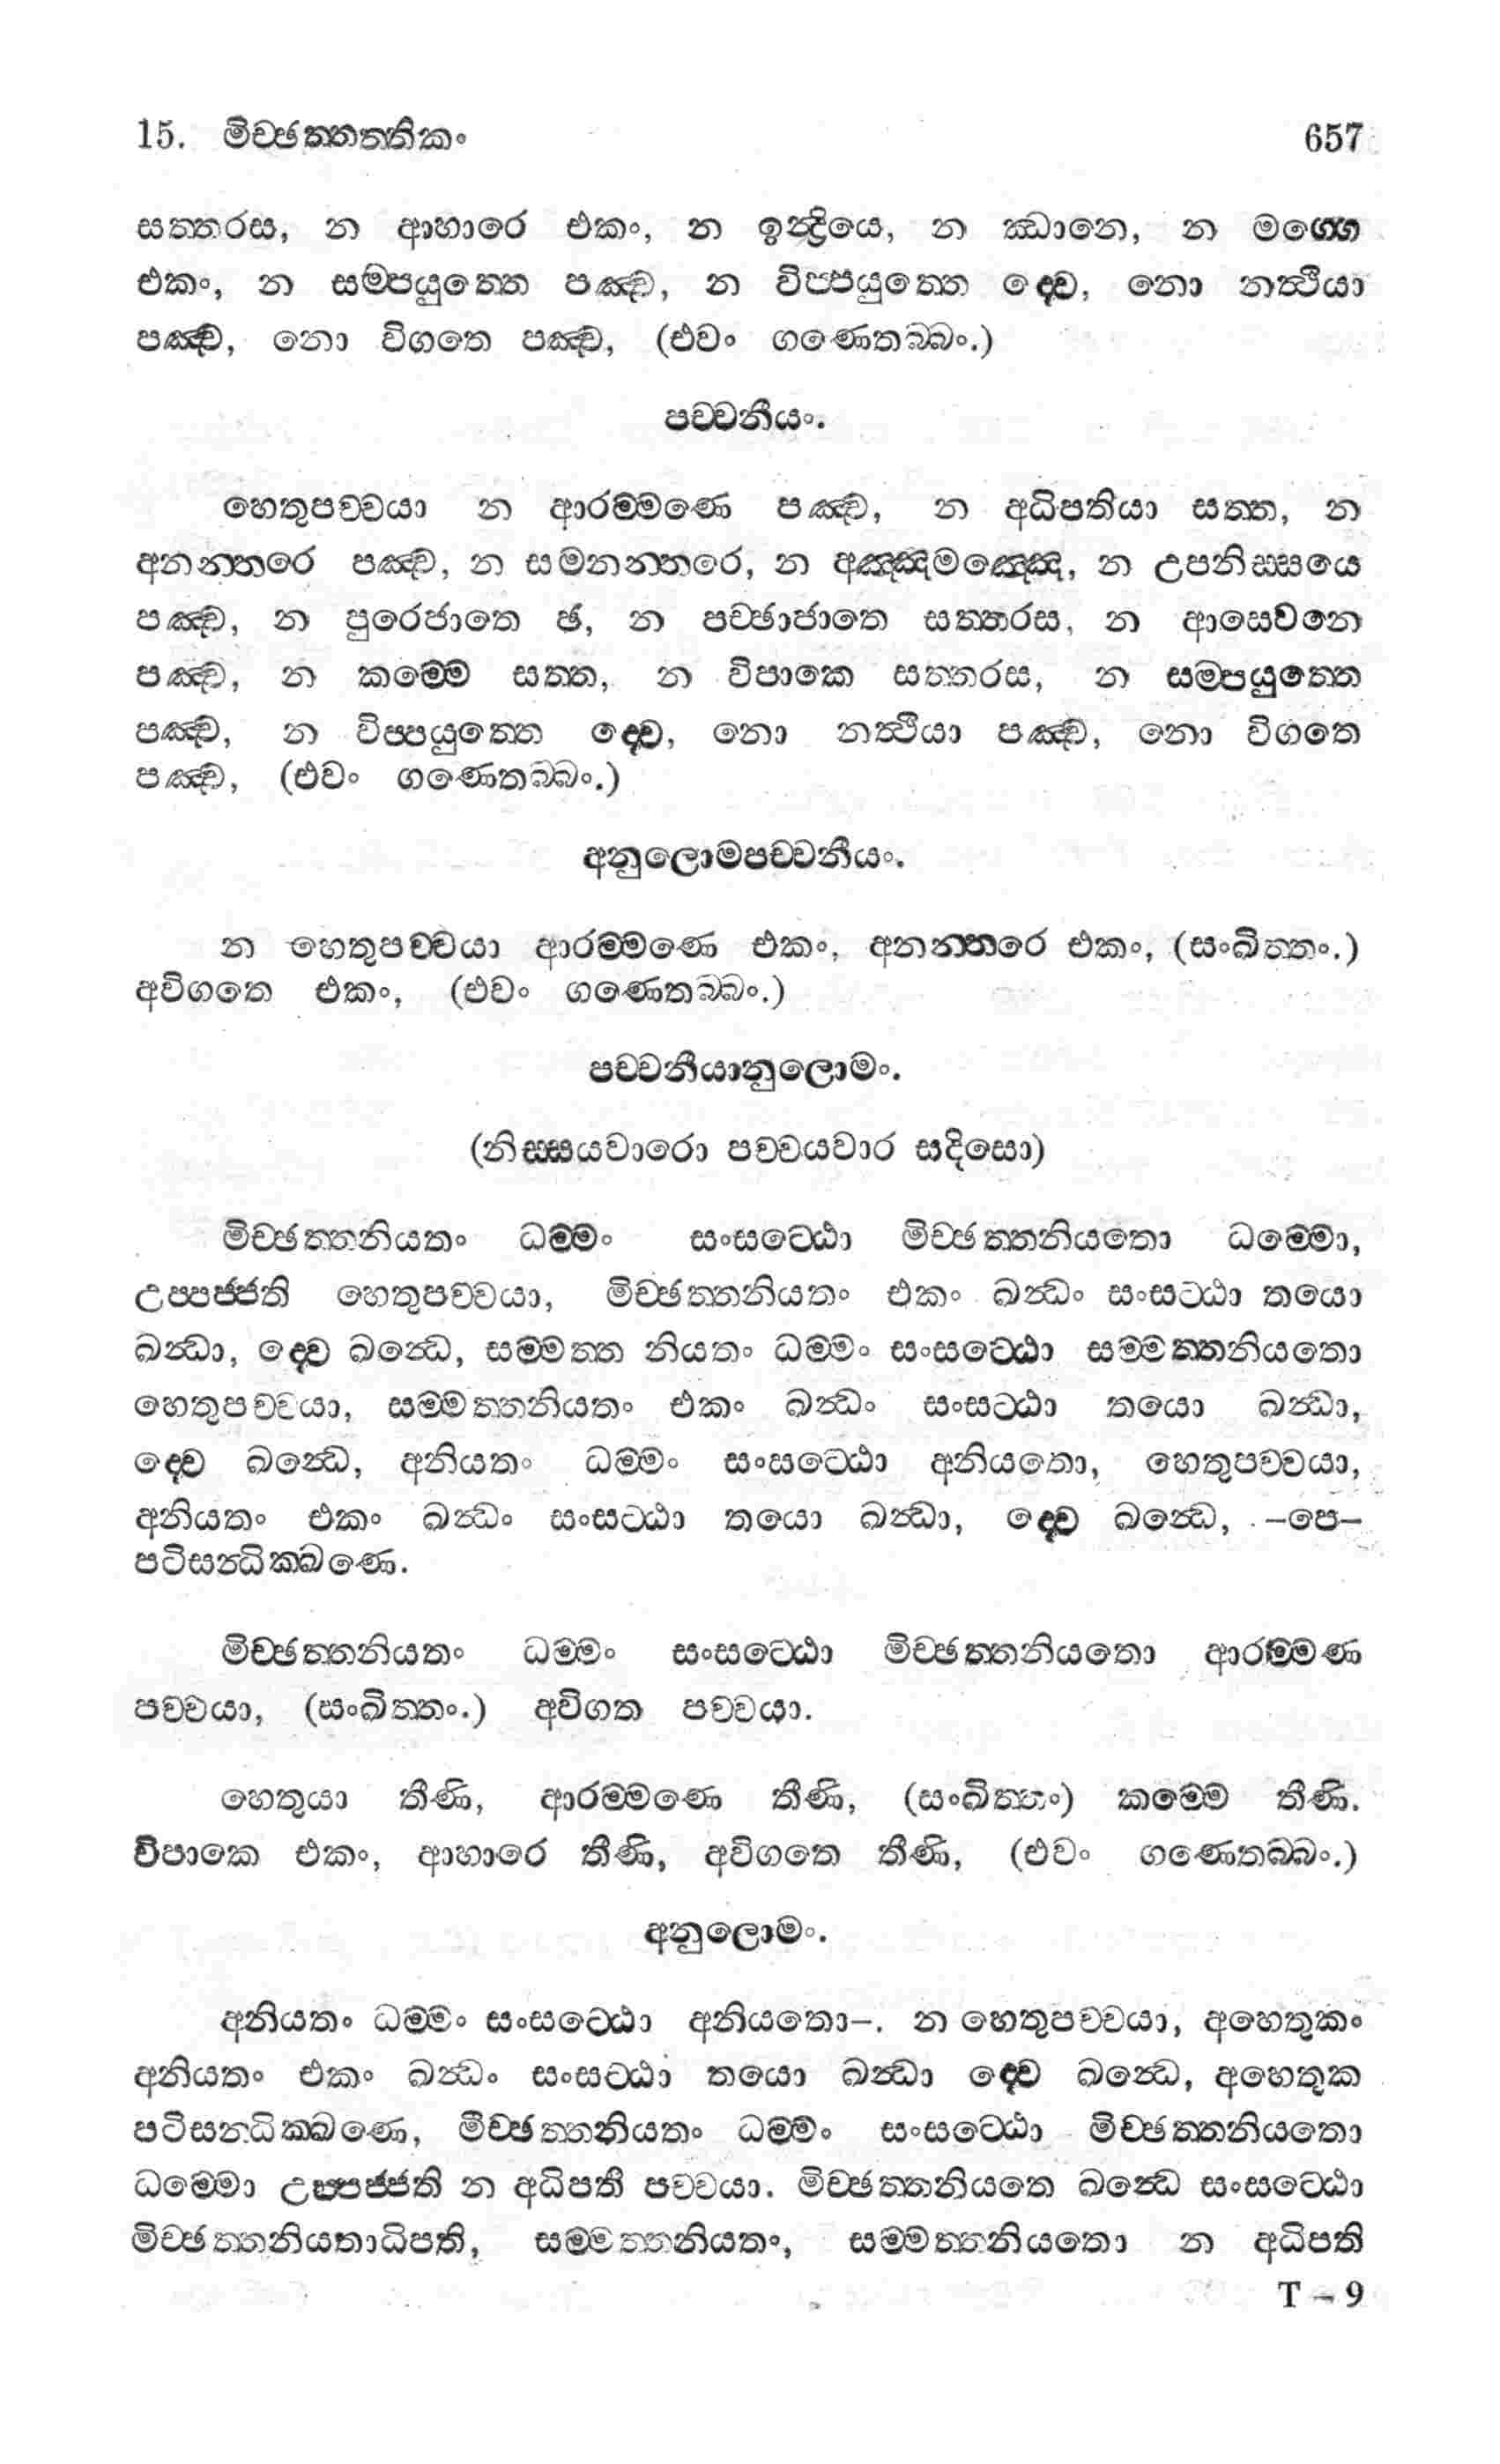 15. මිච්ඡත්තත්තිකං 657
සත්තරස, න ආහාරෙ එකං, න ඉන්ද්‍රියෙ, න ඣානෙ, න මග්ගෙ
එකං, න සම්පයුත්තෙ පඤ්ච, න විප්පයුත්තෙ ද්වෙ, නො නත්ථියා
පඤ්ච, නො විගතෙ පඤ්ච, (එවං ගණෙතබ්බං.)
පච්චනීයං.
හෙතුපච්චයා න ආරම්මණෙ පඤ්ච, න අධිපතියා සත්ත, න
අනන්තරෙ පඤ්ච, න සමනන්තරෙ, න අඤ්ඤමඤ්ඤෙ, න උපනිස්සයෙ
පඤ්ච, න පුරෙජාතෙ ඡ, න පච්ඡාජාතෙ සත්තරස, න ආසෙවනෙ
පඤ්ච, න කම්මෙ සත්ත, න විපාකෙ සත්තරස, න සම්පයුත්තෙ
පඤ්ච, න විප්පයුත්තෙ ද්වෙ, නො නත්ථියා පඤ්ච, නො විගතෙ
පඤ්ච, (එවං ගණෙතබ්බං.)
අනුලොමපච්චනීයං.
න හෙතුපච්චයා ආරම්මණෙ එකං, අනන්තරෙ එකං, (සංඛිත්තං.)
අවිගතෙ එකං, (එවං ගණෙතබ්බං.)
පච්චනීයානුලොමං.
(නිස්සයවාරො පච්චයවාර සදිසො)
මිච්ඡත්තනියතං ධම්මං සංසට්ඨො මිච්ඡත්තනියතො ධම්මො,
උප්පජ්ජති හෙතුපච්චයා, මිච්ඡත්තනියතං එකං ඛන්ධං සංසට්ඨා තයො
ඛන්ධා, ද්වෙ ඛන්ධෙ, සම්මත්ත නියතං ධම්මං සංසට්ඨො සම්මත්තනියතො
හෙතුපච්චයා, සම්මත්තනියතං එකං ඛන්ධං සංසට්ඨා තයො ඛන්ධා,
ද්වෙ ඛන්ධෙ, අනියතං ධම්මං සංසට්ඨො අනියතො, හෙතුපච්චයා,
අනියතං එකං ඛන්ධං සංසට්ඨා තයො ඛන්ධා, ද්වෙ ඛන්ධෙ, –පෙ–
පටිසන්ධික්ඛණෙ.
මිච්ඡත්තනියතං ධම්මං සංසට්ඨො මිච්ඡත්තනියතො ආරම්මණ
පච්චයා, (සංඛිත්තං.) අවිගත පච්චයා.
හෙතුයා තීණි, ආරම්මණෙ තීණි, (සංඛිත්තං) කම්මෙ තීණි.
විපාකෙ එකං, ආහාරෙ තීණි, අවිගතෙ තීණි, (එවං ගණෙතබ්බං.)
අනුලොමං.
අනියතං ධම්මං සංසට්ඨො අනියතො–. න හෙතුපච්චයා, අහෙතුකං
අනියතං එකං ඛන්ධං සංසට්ඨා තයො ඛන්ධා ද්වෙ ඛන්ධෙ, අහෙතුක
පටිසන්ධික්ඛණෙ, මිච්ඡත්තනියතං ධම්මං සංසට්ඨො මිච්ඡත්තනියතො
ධම්මො උප්පජ්ජති න අධිපති පච්චයා. මිච්ඡත්තනියතෙ ඛන්ධෙ සංසට්ඨො
මිච්ඡත්තනියතාධිපති, සම්මත්තනියතං, සම්මත්තනියතො න අධිපති
T – 9